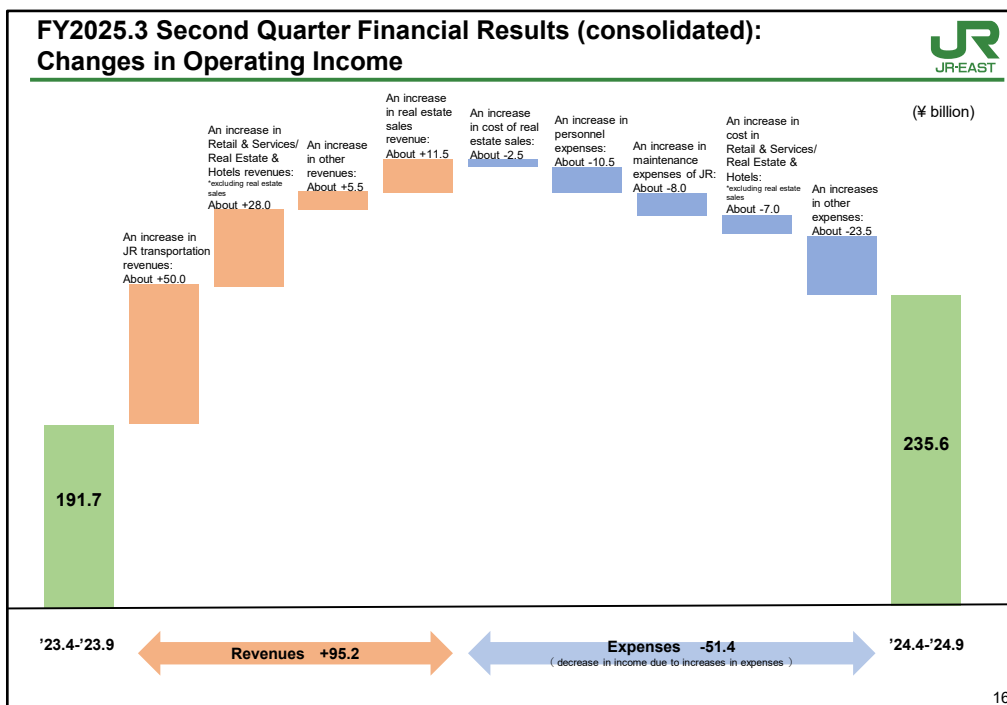 FY2025.3 Second Quarter Financial Results (consolidated):
Changes in Operating Income
JR
JR-EAST
(¥ billion)
An increase in
JR transportation
revenues:
About +50.0
An increase in
Retail & Services/
Real Estate &
Hotels revenues:
*excluding real estate
sales
About +28.0
An increase
in other
revenues:
About +5.5
An increase
in real estate
sales
revenue:
About +11.5
An increase
in cost of real
estate sales:
About -2.5
An increase in
personnel
expenses:
About -10.5
An increase in
maintenance
expenses of JR:
About -8.0
An increase in
cost in
Retail & Services/
Real Estate &
Hotels:
*excluding real estate
sales
About -7.0
An increases
in other
expenses:
About -23.5
191.7
235.6
'23.4-'23.9
Revenues +95.2
Expenses -51.4
( decrease in income due to increases in expenses )
'24.4-'24.9
16